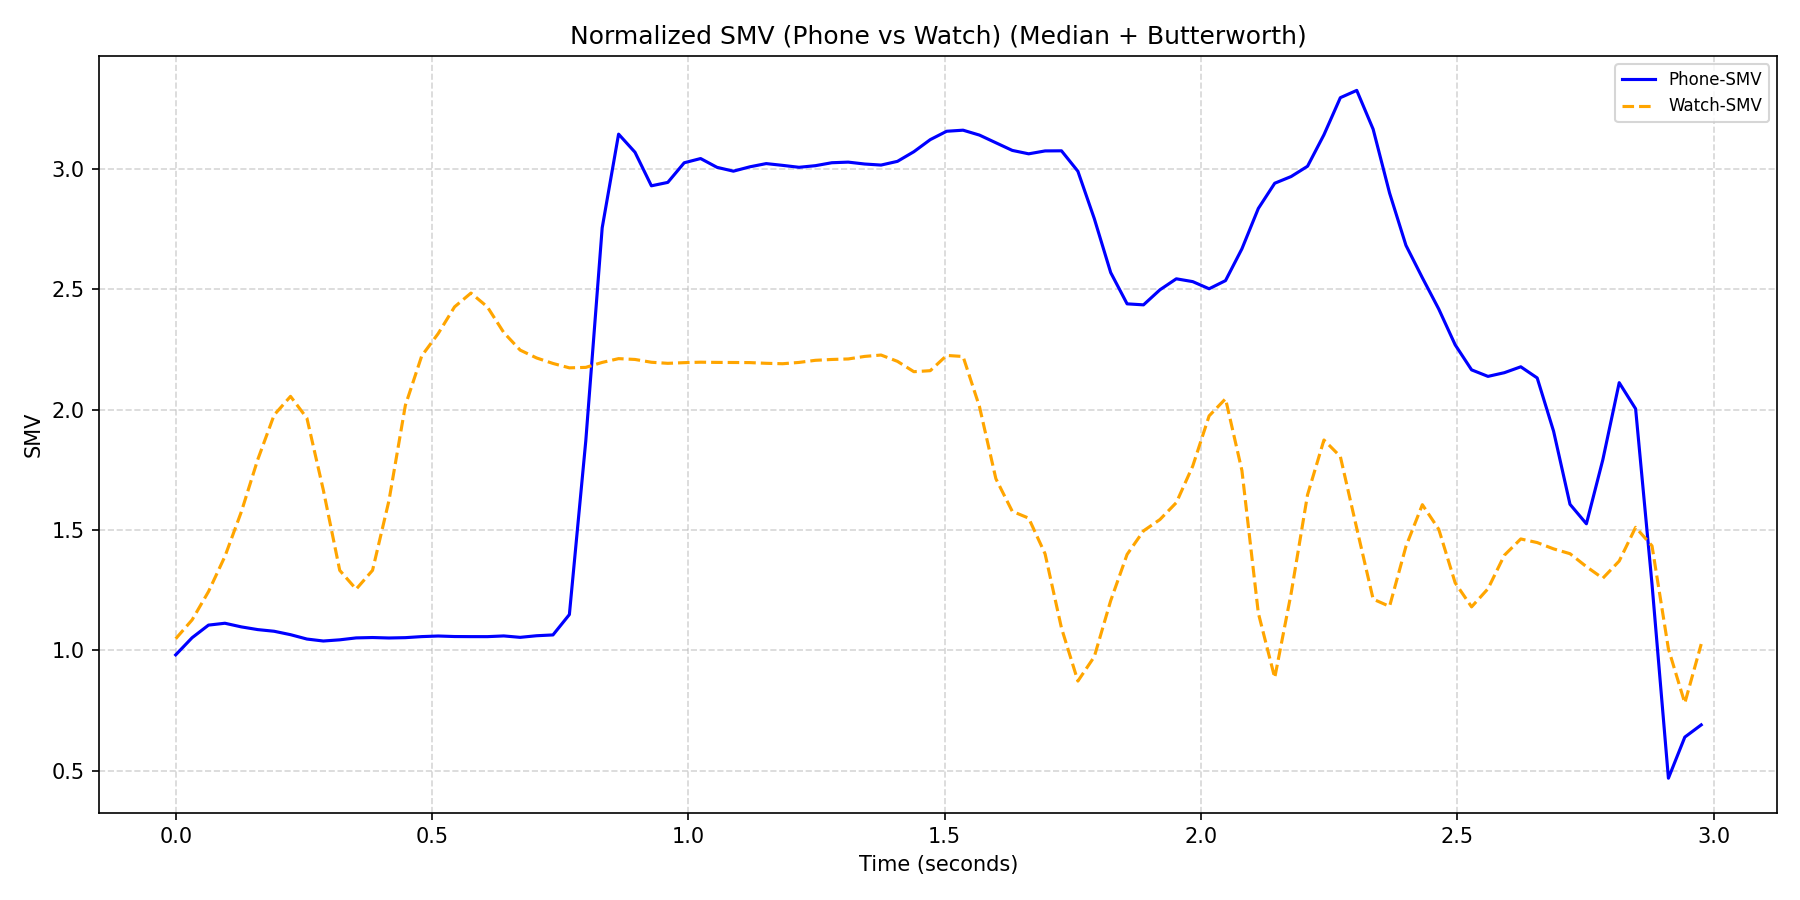 Normalized SMV (Phone vs Watch) (Median + Butterworth)
Phone-SMV
Watch-SMV
3.0
2.5
2.0
1.5
1.0
0.5
SMV
0.0 0.5 1.0 1.5 2.0 2.5 3.0
Time (seconds)